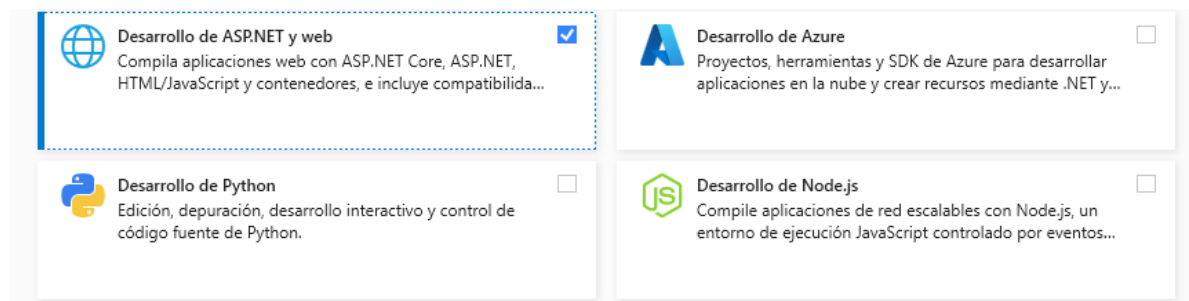 Desarrollo de ASP.NET y web
Compila aplicaciones web con ASP.NET Core, ASP.NET,
HTML/JavaScript y contenedores, e incluye compatibilida...
Desarrollo de Azure
Proyectos, herramientas y SDK de Azure para desarrollar
aplicaciones en la nube y crear recursos mediante .NET y...
Desarrollo de Python
Edición, depuración, desarrollo interactivo y control de
código fuente de Python.
JS
Desarrollo de Node.js
Compile aplicaciones de red escalables con Node.js, un
entorno de ejecución JavaScript controlado por eventos...